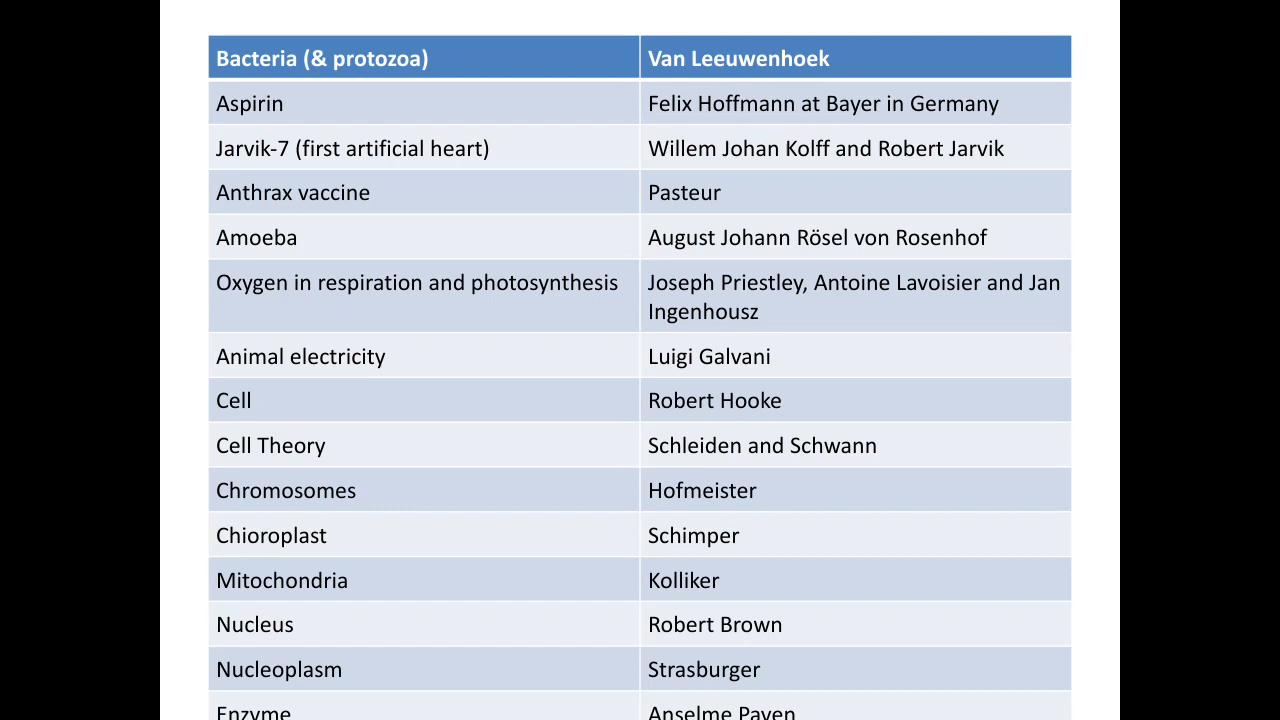 Bacteria (& protozoa) Van Leeuwenhoek
Aspirin Felix Hoffmann at Bayer in Germany
Jarvik-7 (first artificial heart) Willem Johan Kolff and Robert Jarvik
Anthrax vaccine Pasteur
Amoeba August Johann Rösel von Rosenhof
Oxygen in respiration and photosynthesis Joseph Priestley, Antoine Lavoisier and Jan
Ingenhousz
Animal electricity Luigi Galvani
Cell Robert Hooke
Cell Theory Schleiden and Schwann
Chromosomes Hofmeister
Chioroplast Schimper
Mitochondria Kolliker
Nucleus Robert Brown
Nucleoplasm Strasburger
Enzyme Anselme Payen